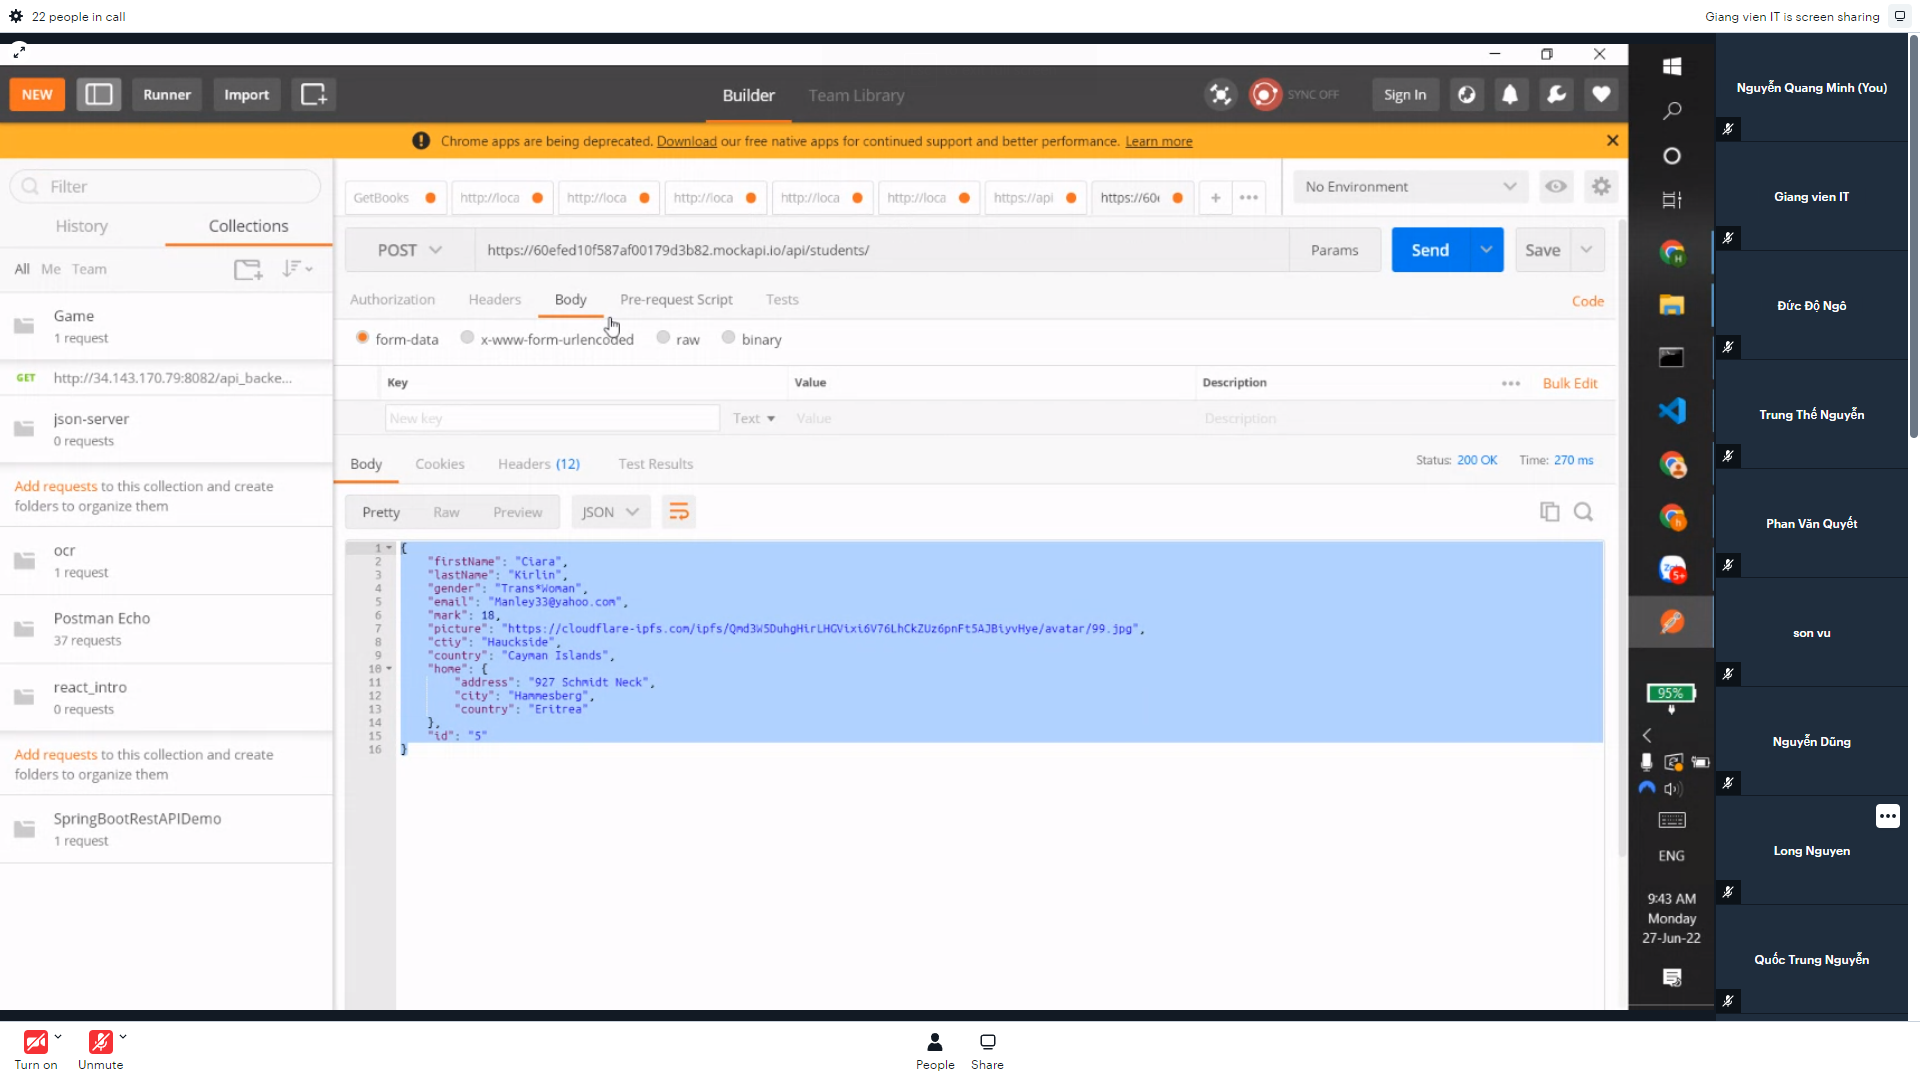 22 people in call
Giang vien IT is screen sharing
NEW
Runner
Import
Builder
Team Library
SYNC OFF
Sign In
Chrome apps are being deprecated. Download our free native apps for continued support and better performance. Learn more
Filter
History
Collections
All Me Team
Game
1 request
GET http://34.143.170.79:8082/api_backe...
json-server
0 requests
Add requests to this collection and create
folders to organize them
ocr
1 request
Postman Echo
37 requests
react_intro
0 requests
Add requests to this collection and create
folders to organize them
SpringBootRestAPIDemo
1 request
GetBooks
http://loca
http://loca
http://loca
http://loca
http://loca
https://api
https://60
No Environment
POST
https://60efed10f587af00179d3b82.mockapi.io/api/students/
Params
Send
Save
Authorization
Headers
Body
Pre-request Script
Tests
Code
form-data
x-www-form-urlencoded
raw
binary
Key
Value
Description
Bulk Edit
New key
Text
Value
Description
Body
Cookies
Headers (12)
Test Results
Status: 200 OK
Time: 270 ms
Pretty
Raw
Preview
JSON
1 {
2 "firstName": "Ciara",
3 "lastName": "Kirlin",
4 "gender": "Trans*Woman",
5 "email": "Manley33@yahoo.com",
6 "mark": 18,
7 "picture": "https://cloudflare-ipfs.com/ipfs/Qmd3W5DuhgHirLHGVixi6V76LhCkZUz6pnFt5AJBiyvHye/avatar/99.jpg",
8 "ctiy": "Hauckside",
9 "country": "Cayman Islands",
10 "home": {
11 "address": "927 Schmidt Neck",
12 "city": "Hammesberg",
13 "country": "Eritrea"
14 },
15 "id": "5"
16 }
5+
95%
ENG
9:43 AM
Monday
27-Jun-22
Nguyễn Quang Minh (You)
Giang vien IT
Đức Độ Ngô
Trung Thế Nguyễn
Phan Văn Quyết
son vu
Nguyễn Dũng
Long Nguyen
Quốc Trung Nguyễn
Turn on
Unmute
People
Share